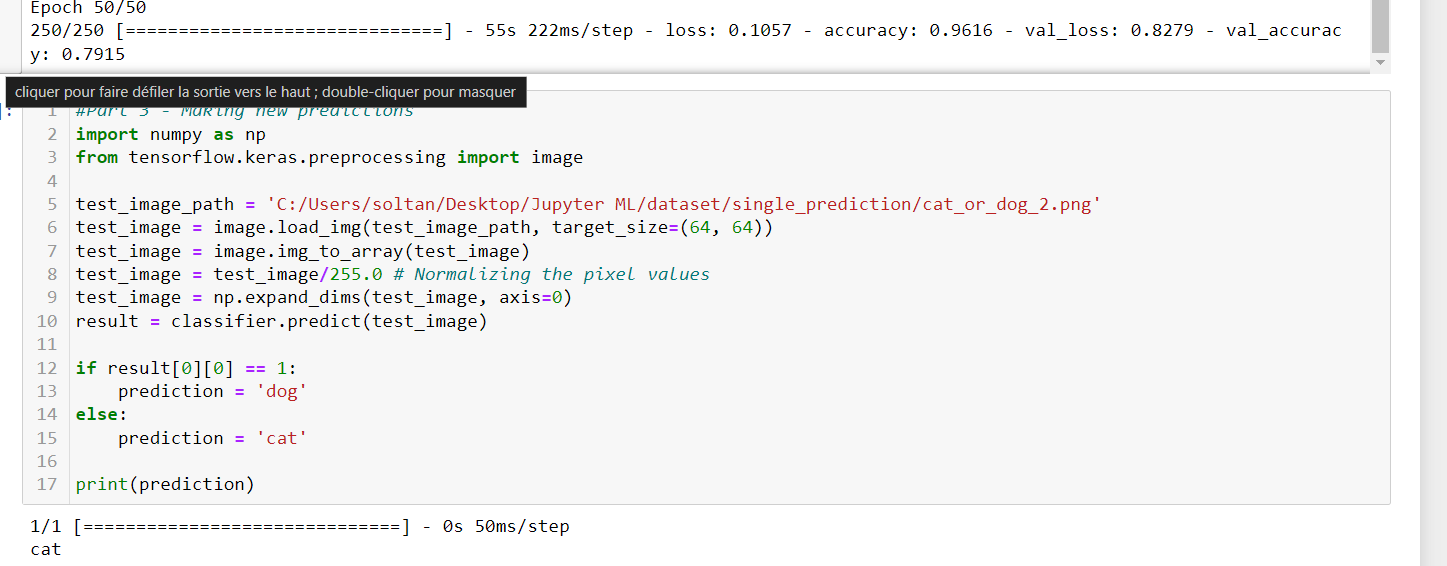 Epoch 50/50
250/250 [==============================] - 55s 222ms/step - loss: 0.1057 - accuracy: 0.9616 - val_loss: 0.8279 - val_accurac
y: 0.7915
cliquer pour faire défiler la sortie vers le haut ; double-cliquer pour masquer
]:
1 #Part 3 - Making new predictions
2 import numpy as np
3 from tensorflow.keras.preprocessing import image
4
5 test_image_path = 'C:/Users/soltan/Desktop/Jupyter ML/dataset/single_prediction/cat_or_dog_2.png'
6 test_image = image.load_img(test_image_path, target_size=(64, 64))
7 test_image = image.img_to_array(test_image)
8 test_image = test_image/255.0 # Normalizing the pixel values
9 test_image = np.expand_dims(test_image, axis=0)
10 result = classifier.predict(test_image)
11
12 if result[0][0] == 1:
13     prediction = 'dog'
14 else:
15     prediction = 'cat'
16
17 print(prediction)
1/1 [==============================] - 0s 50ms/step
cat